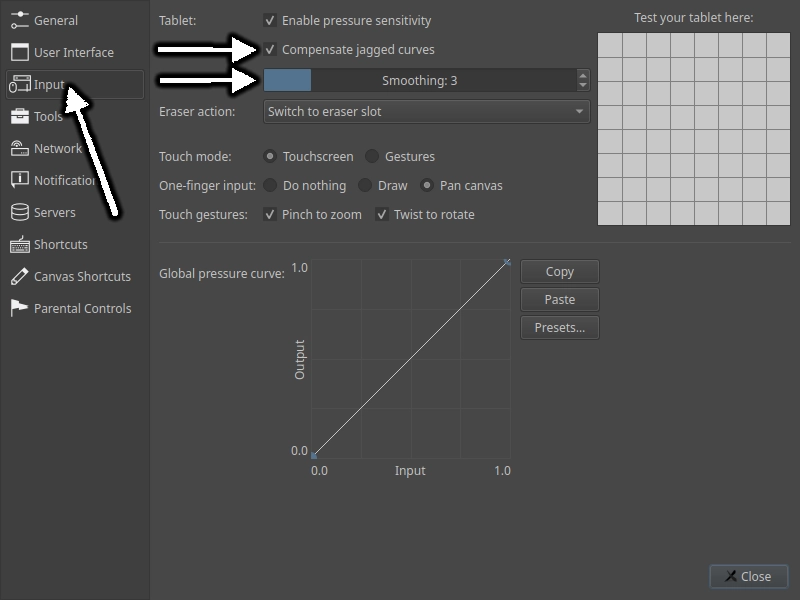 General
User Interface
Input
Tools
Network
Notification
Servers
Shortcuts
Canvas Shortcuts
Parental Controls
Tablet:
Enable pressure sensitivity
Compensate jagged curves
Smoothing: 3
Eraser action:
Switch to eraser slot
Touch mode:
Touchscreen
Gestures
One-finger input:
Do nothing
Draw
Pan canvas
Touch gestures:
Pinch to zoom
Twist to rotate
Test your tablet here:
Global pressure curve:
1.0
Output
0.0
0.0
Input
1.0
Copy
Paste
Presets...
Close